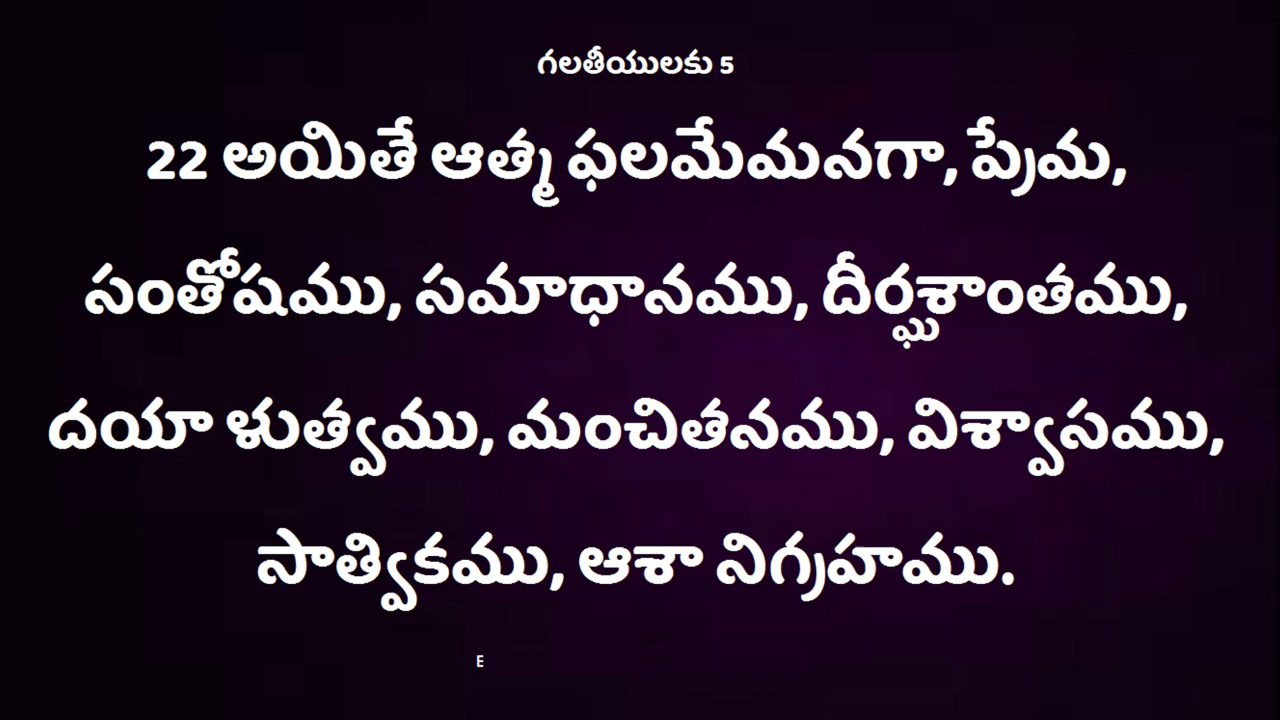 గలతీయులకు 5
22 అయితే ఆత్మ ఫలమేమనగా, ప్రేమ,
సంతోషము, సమాధానము, దీర్ఘశాంతము,
దయా ళుత్వము, మంచితనము, విశ్వాసము,
సాత్వికము, ఆశా నిగ్రహము.
E